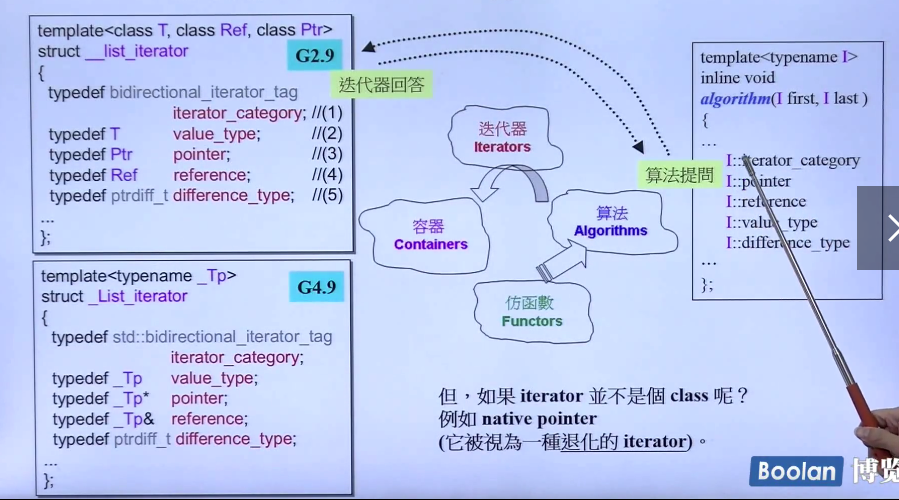 template<class T, class Ref, class Ptr>
struct __list_iterator
G2.9
{
typedef bidirectional_iterator_tag
iterator_category; //(1)
typedef T value_type; //(2)
typedef Ptr pointer; //(3)
typedef Ref reference; //(4)
typedef ptrdiff_t difference_type; //(5)
...
};
迭代器回答
template<typename _Tp>
struct _List_iterator
G4.9
{
typedef std::bidirectional_iterator_tag
iterator_category;
typedef _Tp value_type;
typedef _Tp* pointer;
typedef _Tp& reference;
typedef ptrdiff_t difference_type;
...
};
迭代器
Iterators
容器
Containers
算法
Algorithms
仿函數
Functors
算法提問
template<typename I>
inline void
algorithm(I first, I last )
{
...
I::iterator_category
I::pointer
I::reference
I::value_type
I::difference_type
...
};
但，如果 iterator 並不是個 class 呢？
例如 native pointer
(它被視為一種退化的 iterator)。
Boolan 博览